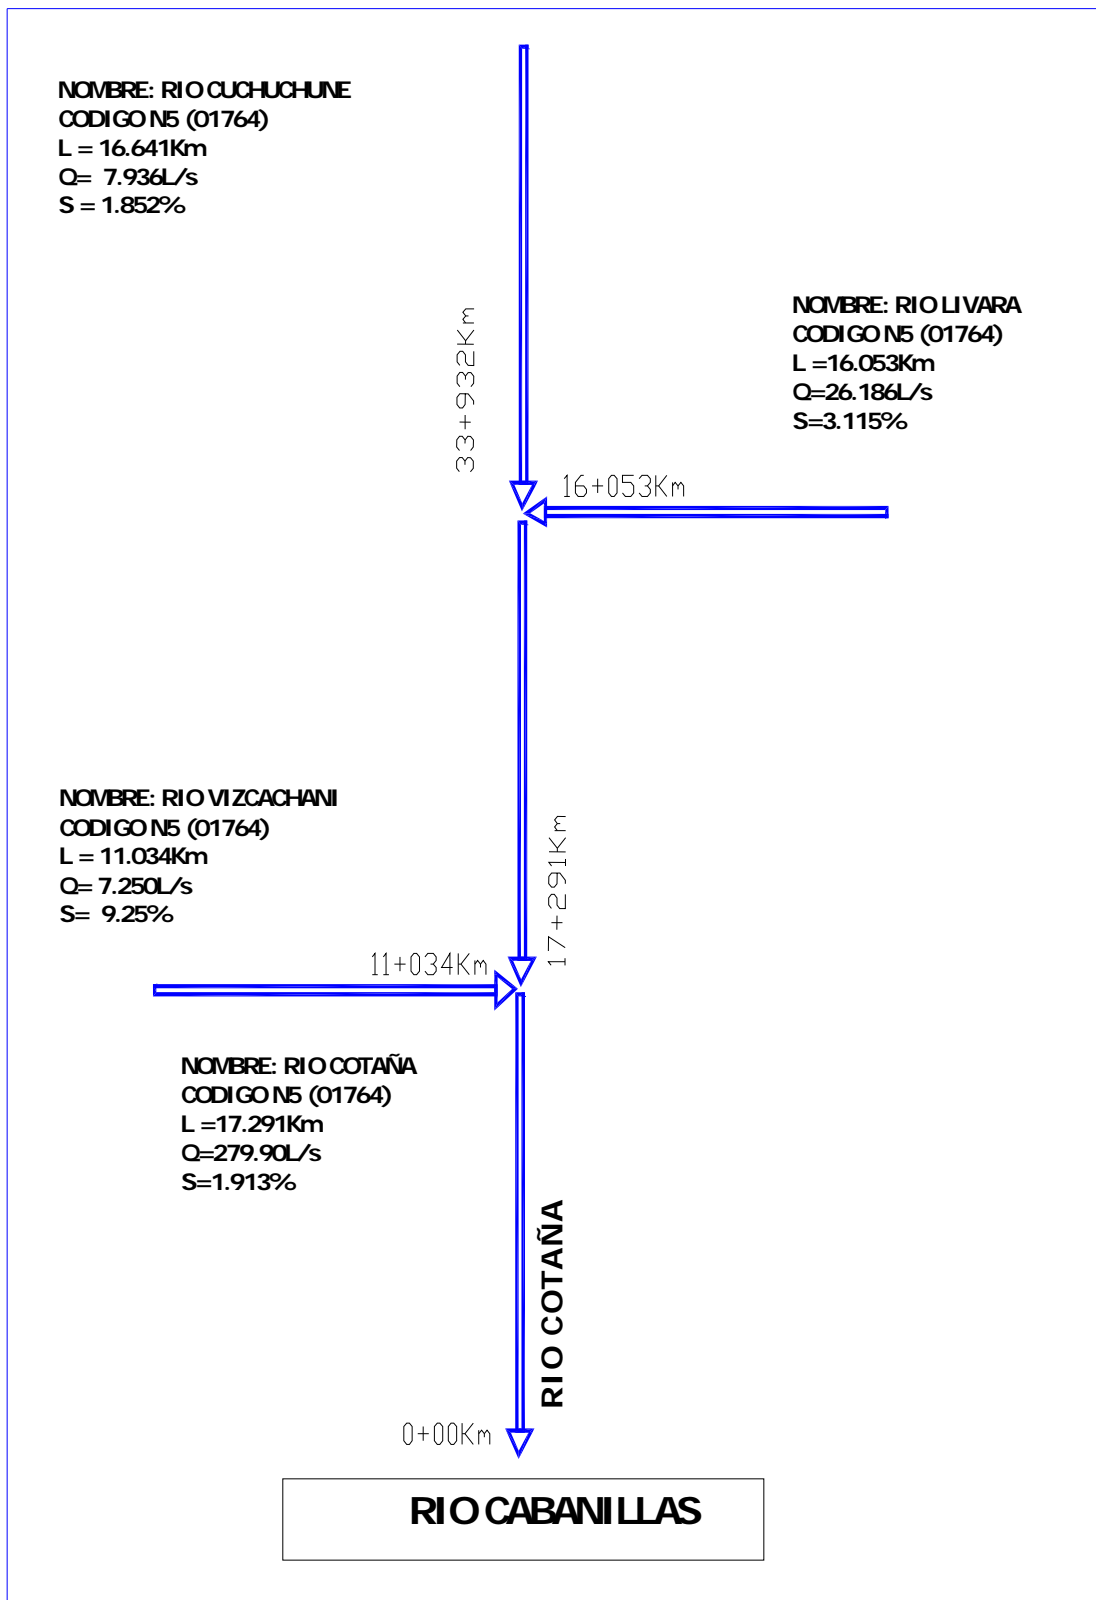 NOMBRE: RIO CUCHUCHUNE
CODIGO N5 (01764)
L = 16.641Km
Q= 7.936L/s
S = 1.852%
NOMBRE: RIO LIVARA
CODIGO N5 (01764)
L =16.053Km
Q=26.186L/s
S=3.115%
33+932Km
16+053Km
NOMBRE: RIO VIZCACHANI
CODIGO N5 (01764)
L = 11.034Km
Q= 7.250L/s
S= 9.25%
17+291Km
11+034Km
NOMBRE: RIO COTAÑA
CODIGO N5 (01764)
L =17.291Km
Q=279.90L/s
S=1.913%
RIO COTAÑA
0+00Km
RIO CABANILLAS